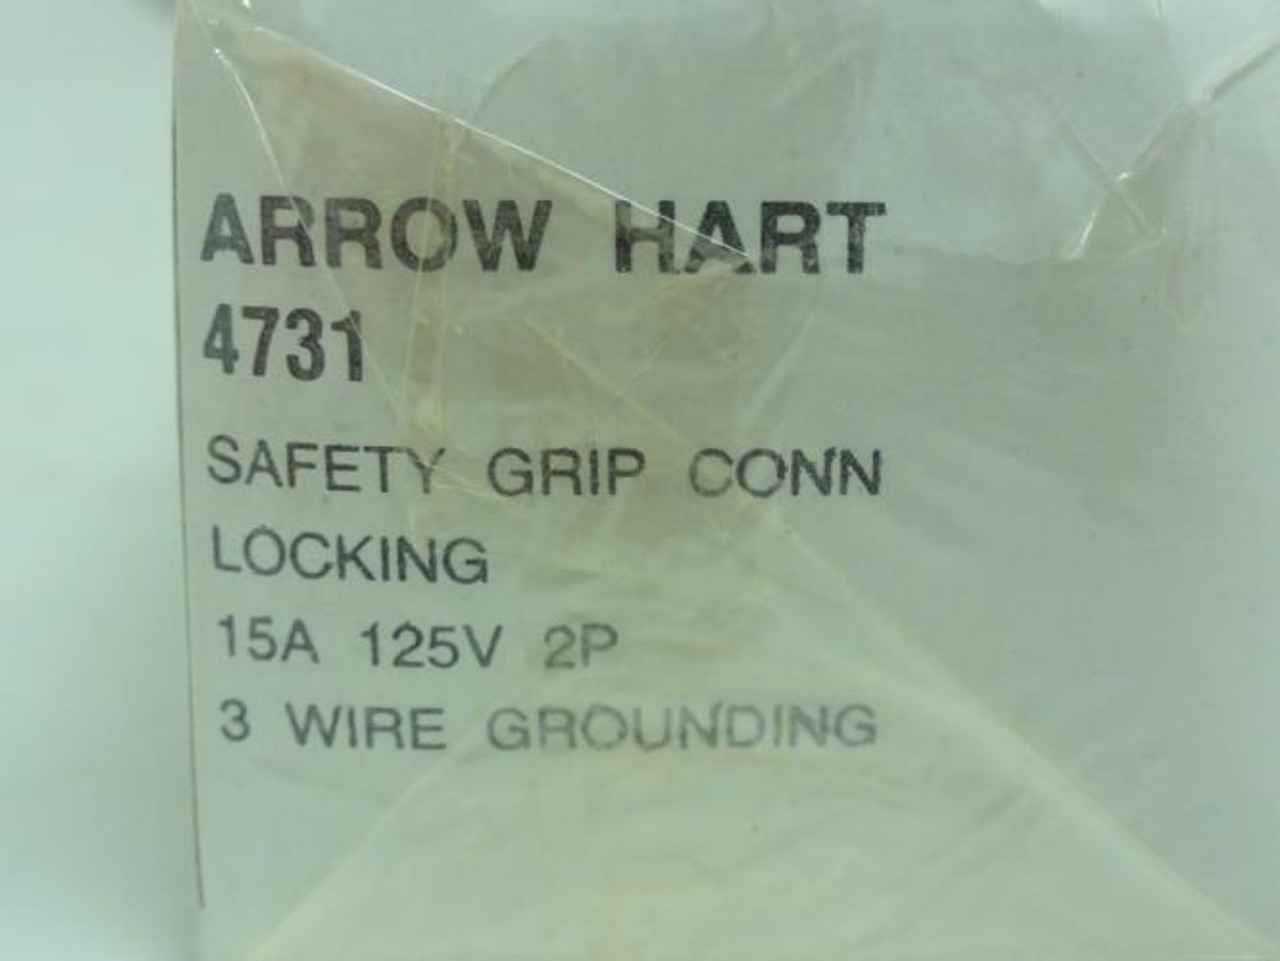 ARROW HART
4731
SAFETY GRIP CONN
LOCKING
15A 125V 2P
3 WIRE GROUNDING